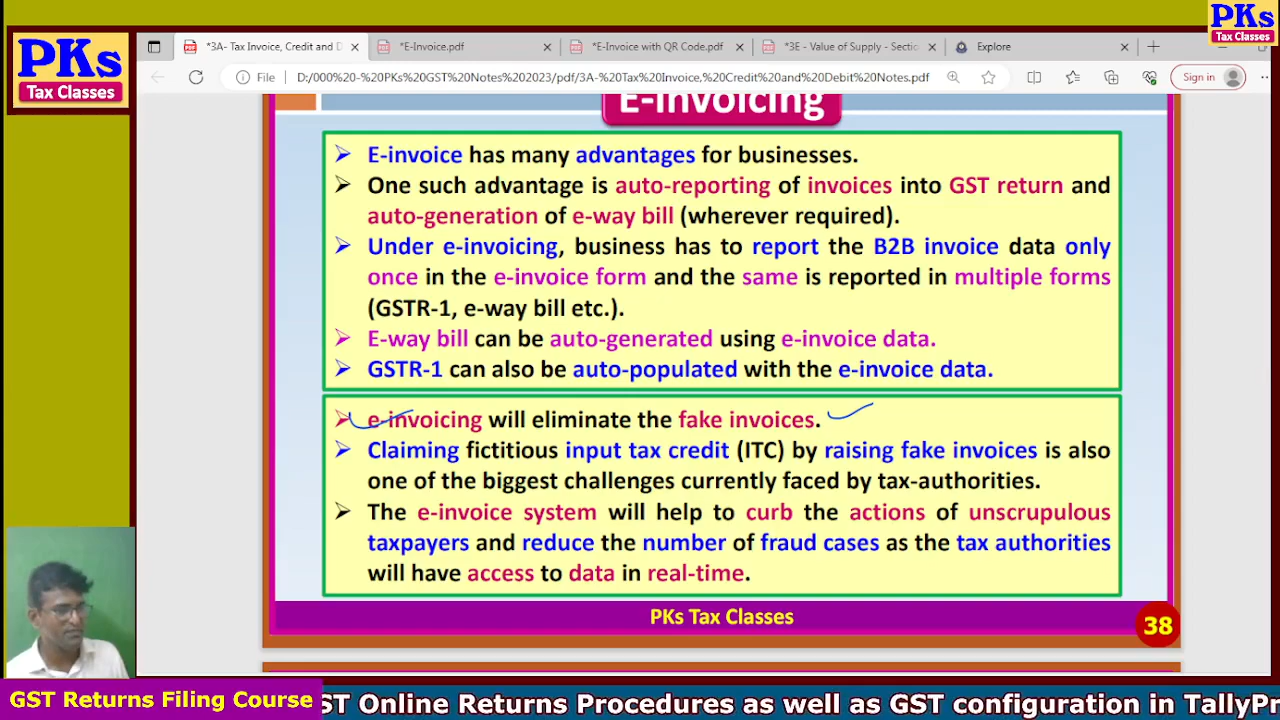 PKs
Tax Classes
PKs
Tax Classes
*3A- Tax Invoice, Credit and D
*E-Invoice.pdf
*E-Invoice with QR Code.pdf
*3E - Value of Supply - Sectio
Explore
File
D:/000%20-%20PKs%20GST%20Notes%202023/pdf/3A-%20Tax%20Invoice,%20Credit%20and%20Debit%20Notes.pdf
Sign in
E-Invoicing
E-invoice has many advantages for businesses.
One such advantage is auto-reporting of invoices into GST return and
auto-generation of e-way bill (wherever required).
Under e-invoicing, business has to report the B2B invoice data only
once in the e-invoice form and the same is reported in multiple forms
(GSTR-1, e-way bill etc.).
E-way bill can be auto-generated using e-invoice data.
GSTR-1 can also be auto-populated with the e-invoice data.
e-invoicing will eliminate the fake invoices.
Claiming fictitious input tax credit (ITC) by raising fake invoices is also
one of the biggest challenges currently faced by tax-authorities.
The e-invoice system will help to curb the actions of unscrupulous
taxpayers and reduce the number of fraud cases as the tax authorities
will have access to data in real-time.
PKs Tax Classes
38
GST Returns Filing Course
ST Online Returns Procedures as well as GST configuration in TallyPr